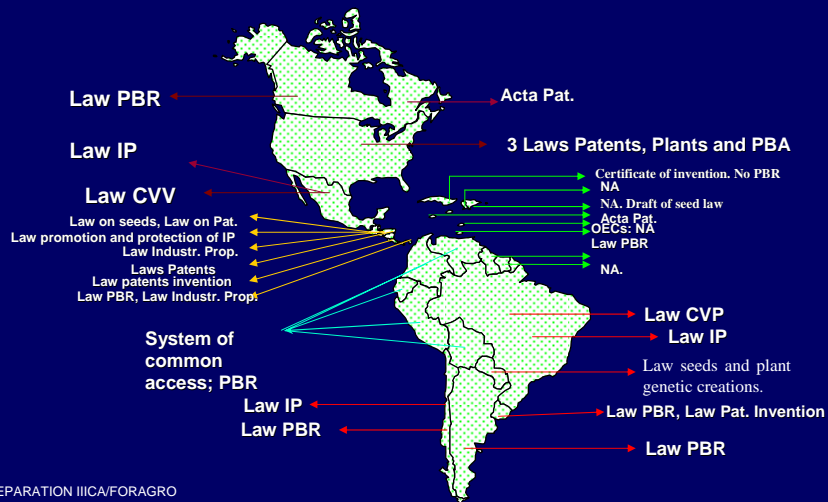 Law PBR
Acta Pat.
Law IP
3 Laws Patents, Plants and PBA
Law CVV
Certificate of invention. No PBR
NA
NA. Draft of seed law
Acta Pat.
OECs: NA
Law PBR
NA.
Law on seeds, Law on Pat.
Law promotion and protection of IP
Law Industr. Prop.
Laws Patents
Law patents invention
Law PBR, Law Industr. Prop.
System of
common
access; PBR
Law CVP
Law IP
Law seeds and plant
genetic creations.
Law IP
Law PBR, Law Pat. Invention
Law PBR
Law PBR
EPARATION IIICA/FORAGRO